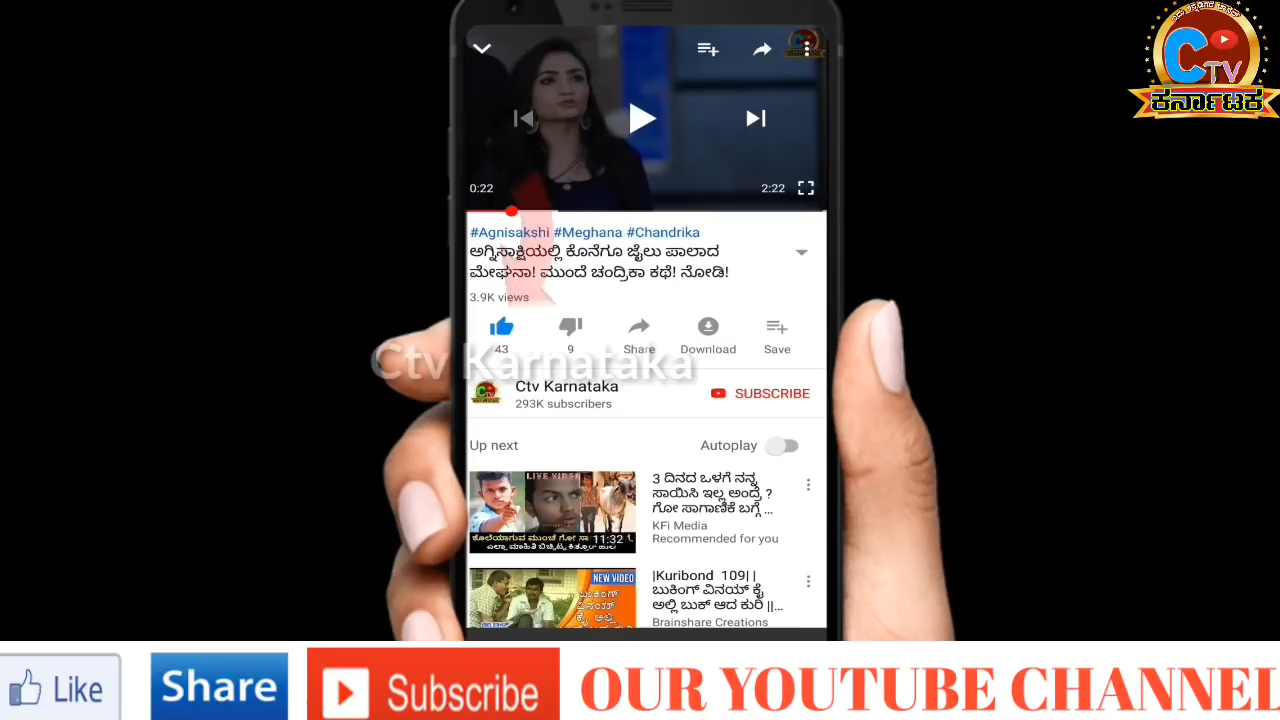 CTV
ಕರ್ನಾಟಕ
0:22
2:22
#Agnisakshi #Meghana #Chandrika
ಅಗ್ನಿಸಾಕ್ಷಿಯಲ್ಲಿ ಕೊನೆಗೂ ಜೈಲು ಪಾಲಾದ
ಮೇಘನಾ! ಮುಂದೆ ಚಂದ್ರಿಕಾ ಕಥೆ! ನೋಡಿ!
3.9K views
43
9
Share
Download
Save
Ctv Karnataka
Ctv Karnataka
293K subscribers
SUBSCRIBE
Up next
Autoplay
LIVE VIDEO
ಕೊಲೆಯಾಗುವ ಮುಂಚೆ ಗೋ ಸಾ
11:32
3 ದಿನದ ಒಳಗೆ ನನ್ನ
ಸಾಯಿಸಿ ಇಲ್ಲ ಅಂದ್ರೆ ?
ಗೋ ಸಾಗಾಣಿಕೆ ಬಗ್ಗೆ ...
KFi Media
Recommended for you
NEW VIDEO
ಬುಕಿಂಗ್
ವಿನಯ್
ಕೈ ಅಲ್ಲಿ
|Kuribond 109| |
ಬುಕಿಂಗ್ ವಿನಯ್ ಕೈ
ಅಲ್ಲಿ ಬುಕ್ ಆದ ಕುರಿ ||...
Brainshare Creations
Like
Share
Subscribe
OUR YOUTUBE CHANNEL